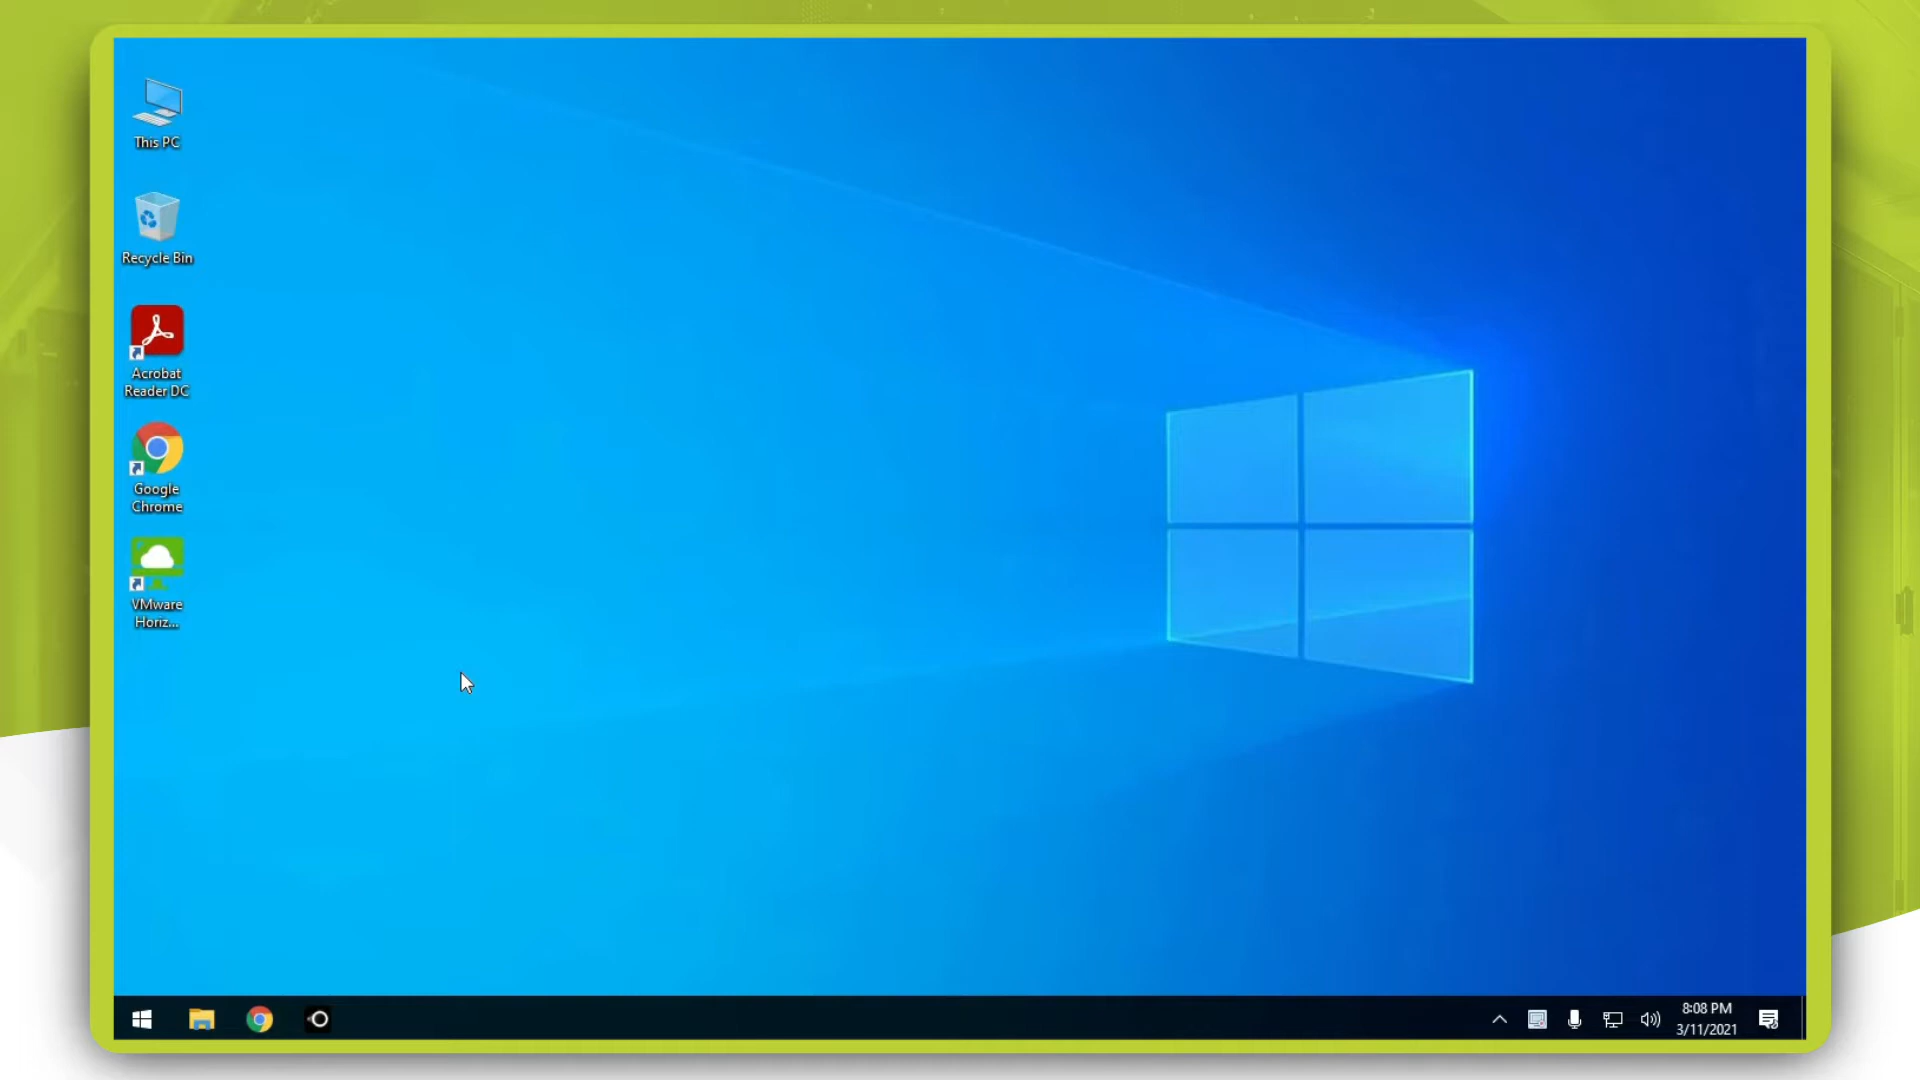 This PC
Recycle Bin
Acrobat
Reader DC
Google
Chrome
VMware
Horiz...
8:08 PM
3/11/2021